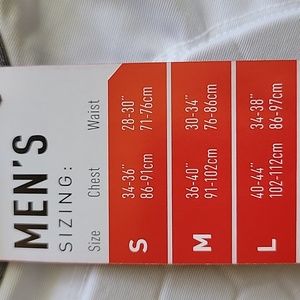 MEN'S
SIZING:
Size Chest Waist
S 34-36" 28-30"
86-91cm 71-76cm
M 36-40" 30-34"
91-102cm 76-86cm
L 40-44" 34-38"
102-112cm 86-97cm